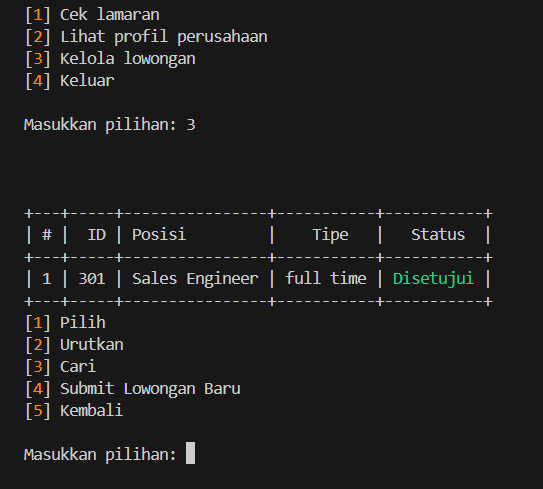 [1] Cek lamaran
[2] Lihat profil perusahaan
[3] Kelola lowongan
[4] Keluar
Masukkan pilihan: 3
+---+-----+----------------+-----------+-----------+
| # |  ID | Posisi         |    Tipe   |   Status  |
+---+-----+----------------+-----------+-----------+
| 1 | 301 | Sales Engineer | full time | Disetujui |
+---+-----+----------------+-----------+-----------+
[1] Pilih
[2] Urutkan
[3] Cari
[4] Submit Lowongan Baru
[5] Kembali
Masukkan pilihan: